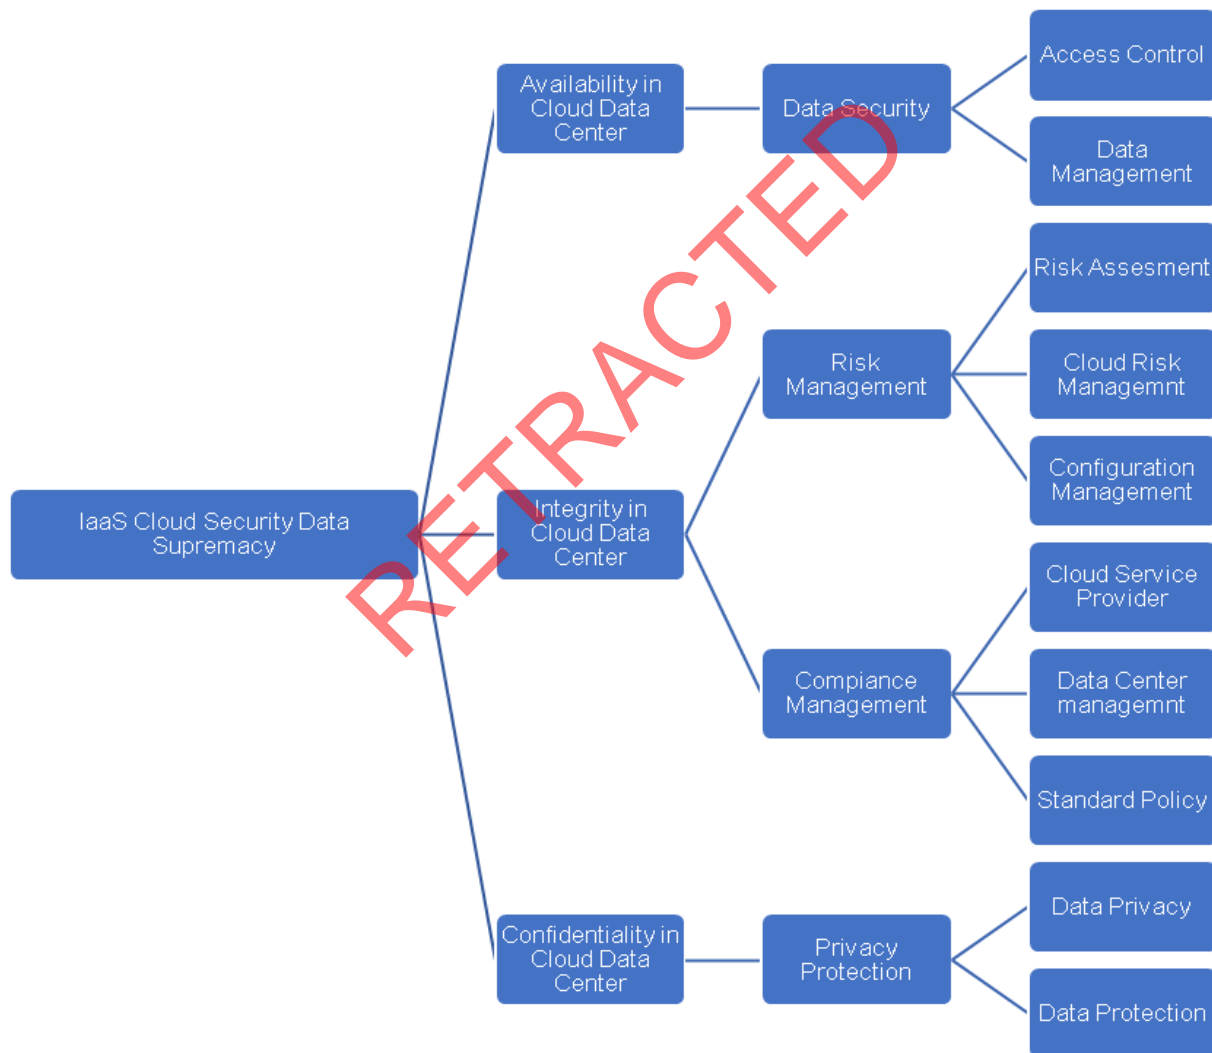 Access Control
Availability in
Cloud Data
Center
Data Security
Data
Management
Risk Assesment
Risk
Management
Cloud Risk
Managemnt
Configuration
Management
IaaS Cloud Security Data
Supremacy
Integrity in
Cloud Data
Center
Cloud Service
Provider
Compiance
Management
Data Center
managemnt
Standard Policy
Data Privacy
Confidentiality in
Cloud Data
Center
Privacy
Protection
Data Protection
RETRACTED